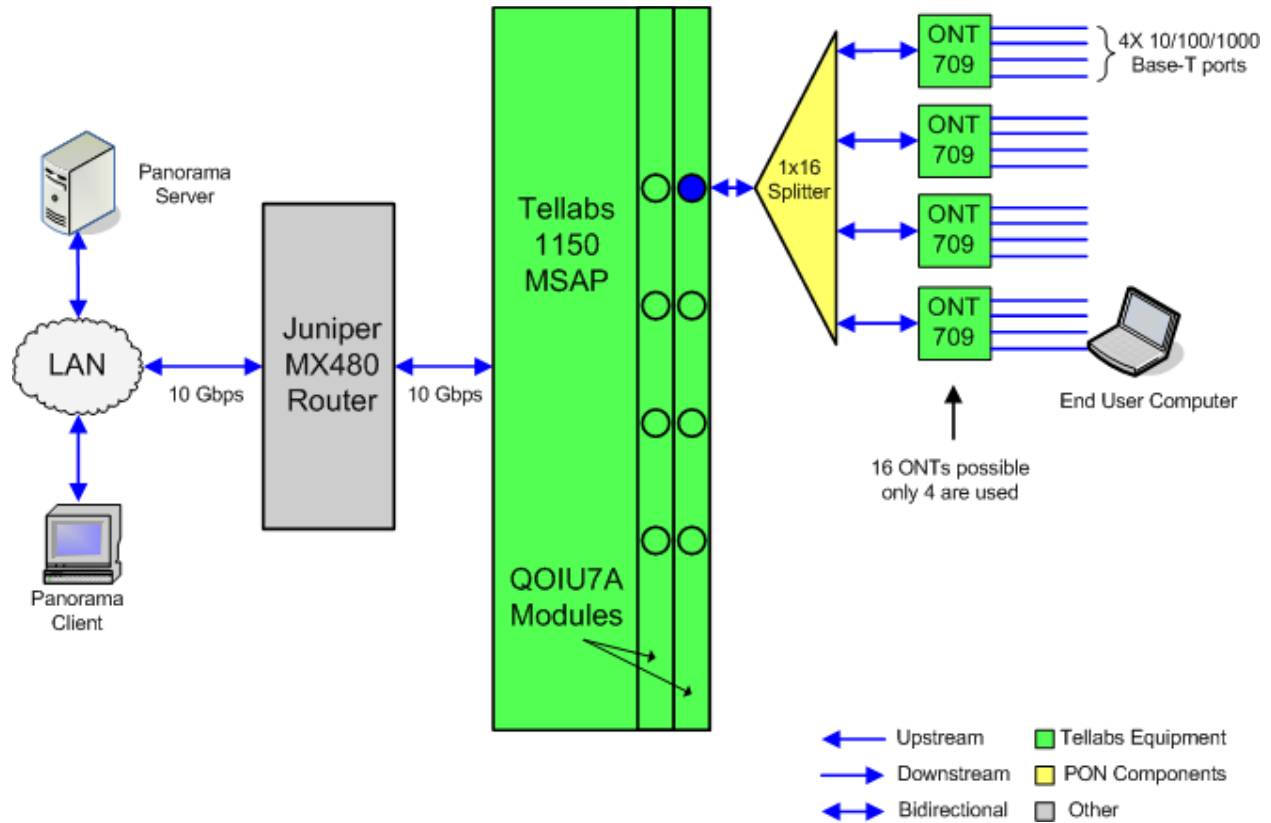 Panorama
Server
LAN
Panorama
Client
10 Gbps
Juniper
MX480
Router
10 Gbps
Tellabs
1150
MSAP
QOIU7A
Modules
1x16
Splitter
ONT
709
4X 10/100/1000
Base-T ports
ONT
709
ONT
709
ONT
709
End User Computer
16 ONTs possible
only 4 are used
Upstream
Tellabs Equipment
Downstream
PON Components
Bidirectional
Other